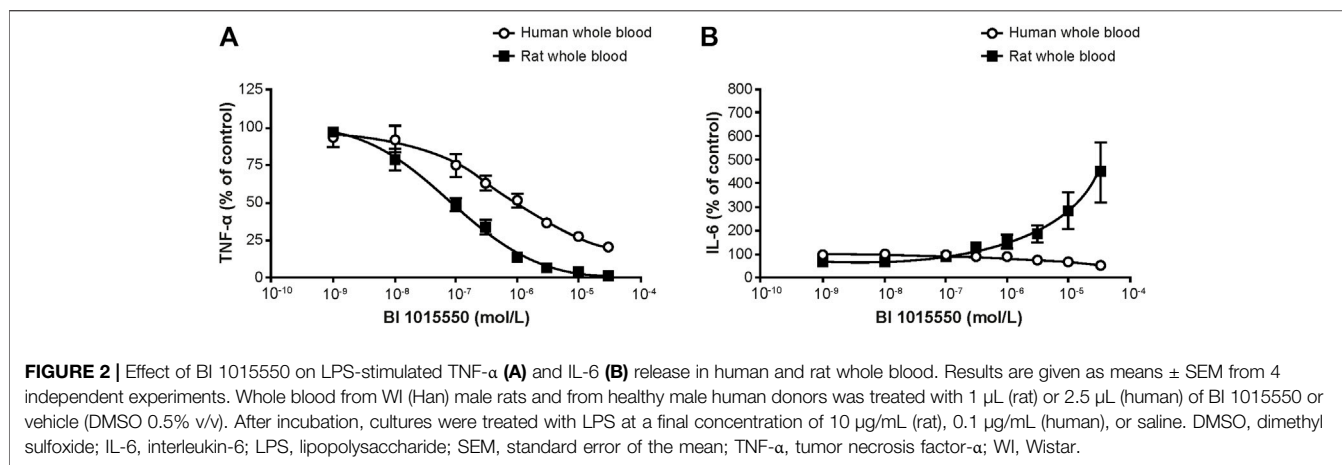 A
Human whole blood
Rat whole blood
TNF-α (% of control)
125
100
75
50
25
0
10-10
10-9
10-8
10-7
10-6
10-5
10-4
BI 1015550 (mol/L)
B
Human whole blood
Rat whole blood
IL-6 (% of control)
800
700
600
500
400
300
200
100
0
10-10
10-9
10-8
10-7
10-6
10-5
10-4
BI 1015550 (mol/L)
FIGURE 2 | Effect of BI 1015550 on LPS-stimulated TNF-α (A) and IL-6 (B) release in human and rat whole blood. Results are given as means ± SEM from 4
independent experiments. Whole blood from WI (Han) male rats and from healthy male human donors was treated with 1 μL (rat) or 2.5 μL (human) of BI 1015550 or
vehicle (DMSO 0.5% v/v). After incubation, cultures were treated with LPS at a final concentration of 10 μg/mL (rat), 0.1 μg/mL (human), or saline. DMSO, dimethyl
sulfoxide; IL-6, interleukin-6; LPS, lipopolysaccharide; SEM, standard error of the mean; TNF-α, tumor necrosis factor-α; WI, Wistar.